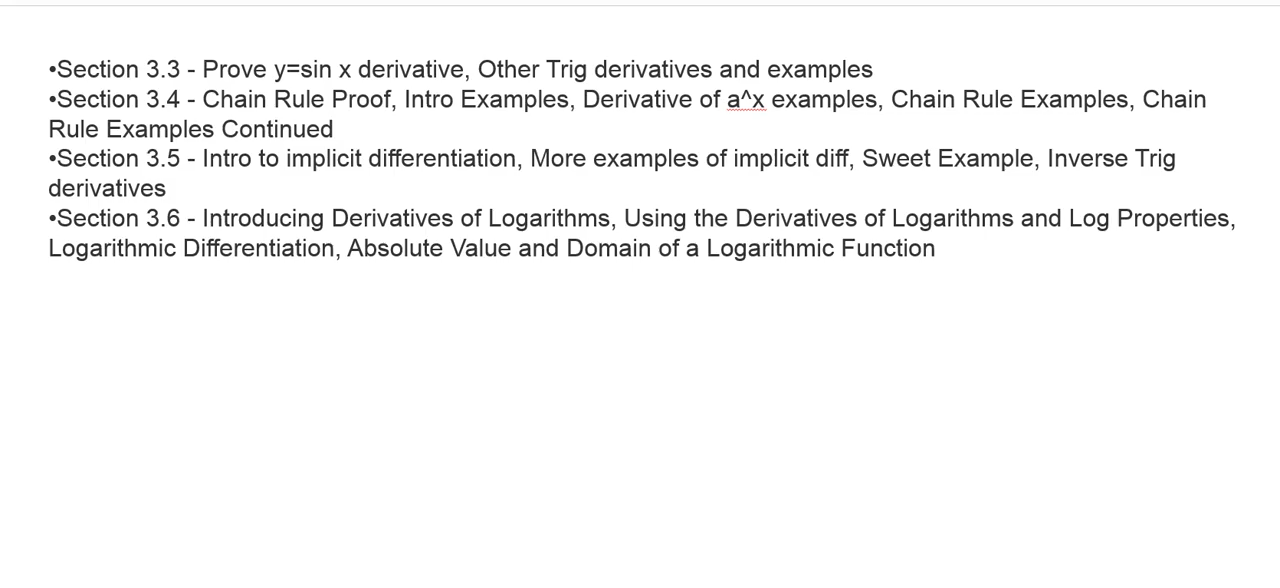 •Section 3.3 - Prove y=sin x derivative, Other Trig derivatives and examples
•Section 3.4 - Chain Rule Proof, Intro Examples, Derivative of a^x examples, Chain Rule Examples, Chain
Rule Examples Continued
•Section 3.5 - Intro to implicit differentiation, More examples of implicit diff, Sweet Example, Inverse Trig
derivatives
•Section 3.6 - Introducing Derivatives of Logarithms, Using the Derivatives of Logarithms and Log Properties,
Logarithmic Differentiation, Absolute Value and Domain of a Logarithmic Function